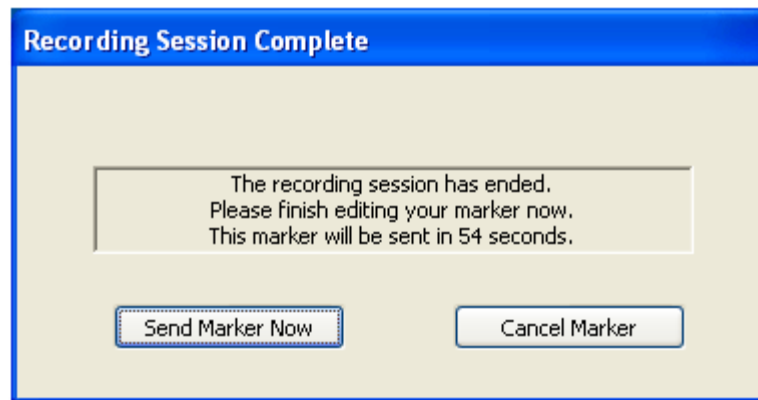 Recording Session Complete
The recording session has ended.
Please finish editing your marker now.
This marker will be sent in 54 seconds.
Send Marker Now
Cancel Marker